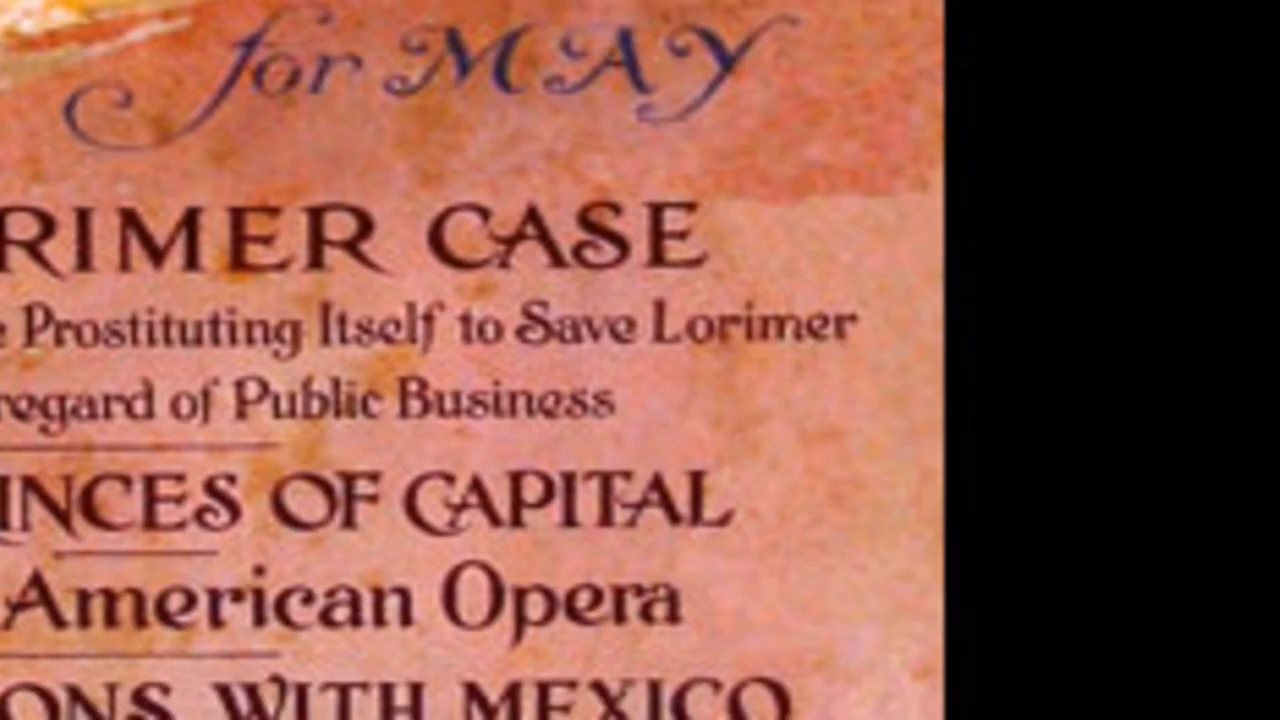 for MAY
RIMER CASE
e Prostituting Itself to Save Lorimer
regard of Public Business
INCES OF CAPITAL
American Opera
ONS WITH MEXICO